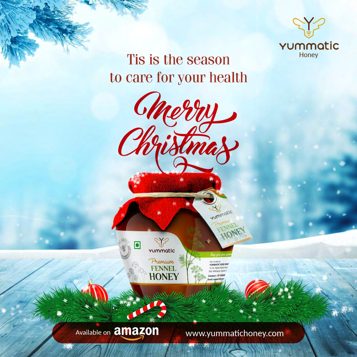 yummatic
Honey
Tis is the season
to care for your health
Merry
Christmas
yummatic
yummatic
Premium
FENNEL
HONEY
HONEY
Available on amazon
www.yummatichoney.com